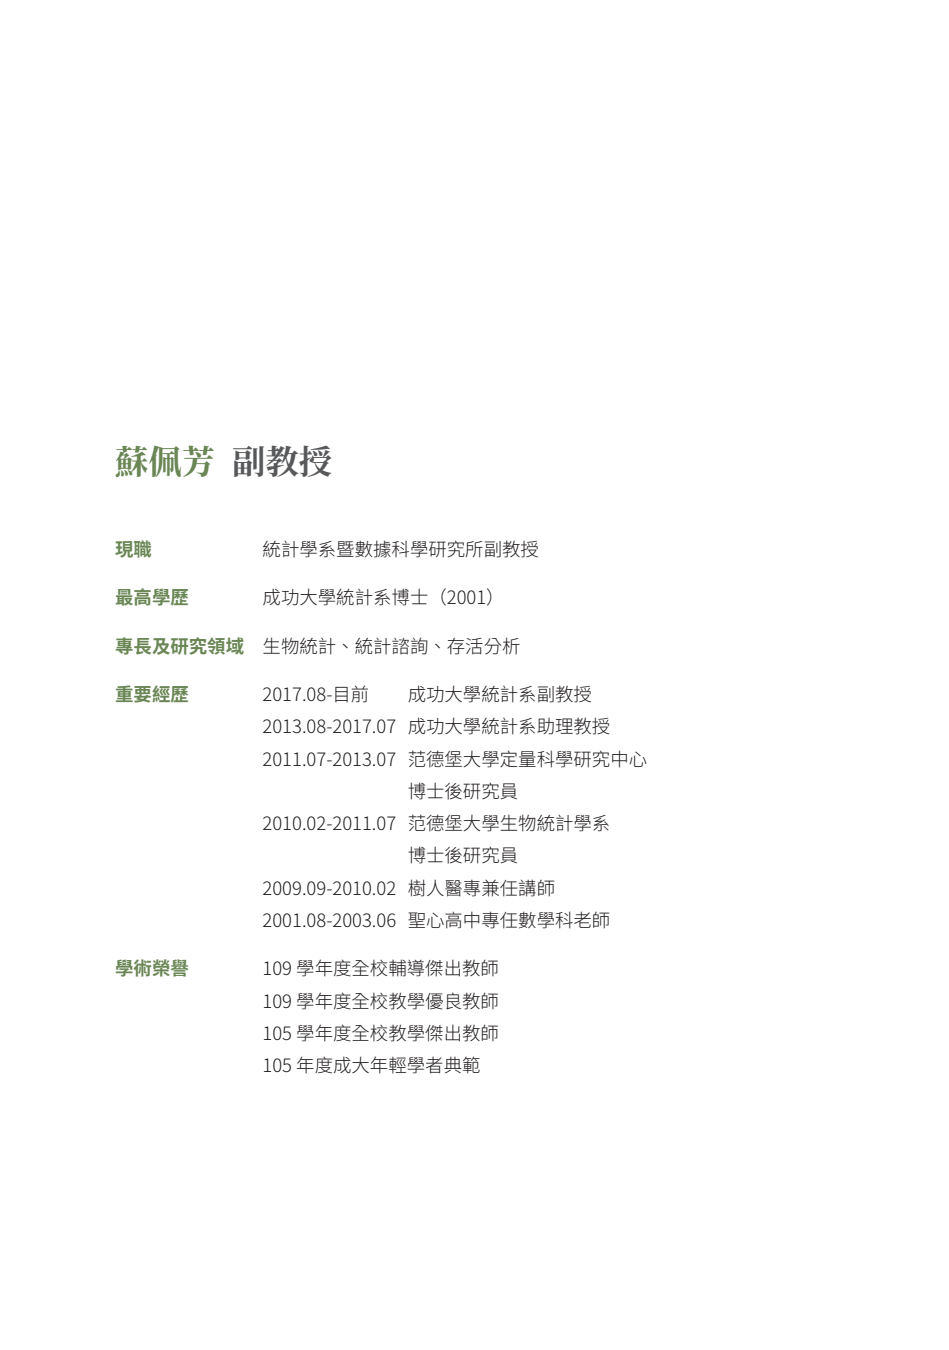 蘇佩芳 副教授
現職 統計學系暨數據科學研究所副教授
最高學歷 成功大學統計系博士（2001）
專長及研究領域 生物統計、統計諮詢、存活分析
重要經歷 2017.08-目前 成功大學統計系副教授
2013.08-2017.07 成功大學統計系助理教授
2011.07-2013.07 范德堡大學定量科學研究中心
博士後研究員
2010.02-2011.07 范德堡大學生物統計學系
博士後研究員
2009.09-2010.02 樹人醫專兼任講師
2001.08-2003.06 聖心高中專任數學科老師
學術榮譽 109 學年度全校輔導傑出教師
109 學年度全校教學優良教師
105 學年度全校教學傑出教師
105 年度成大年輕學者典範